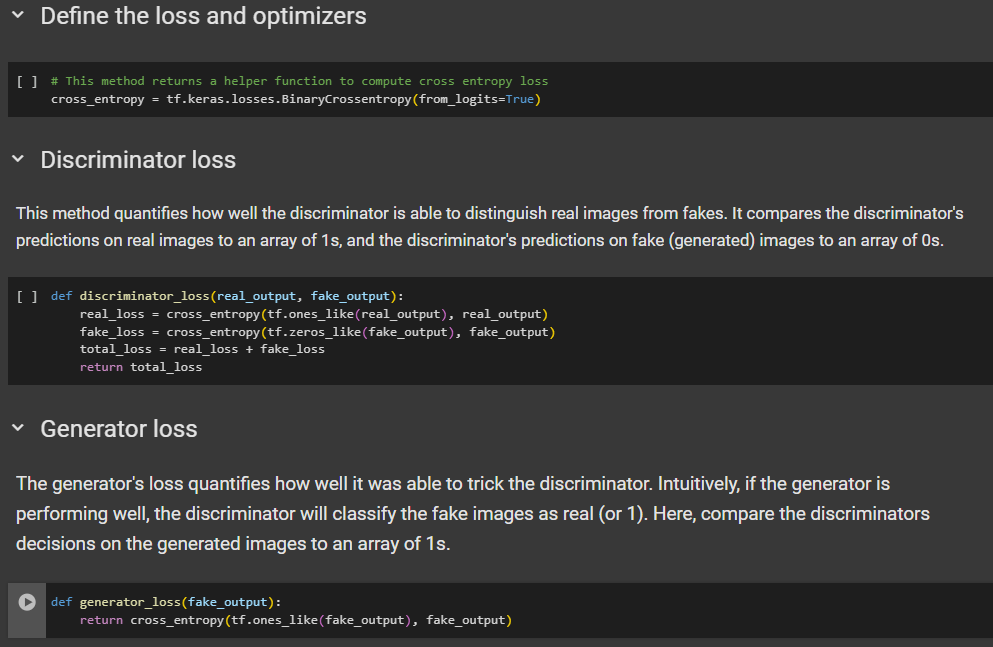 Define the loss and optimizers
[ ] # This method returns a helper function to compute cross entropy loss
cross_entropy = tf.keras.losses.BinaryCrossentropy(from_logits=True)
Discriminator loss
This method quantifies how well the discriminator is able to distinguish real images from fakes. It compares the discriminator's
predictions on real images to an array of 1s, and the discriminator's predictions on fake (generated) images to an array of 0s.
[ ] def discriminator_loss(real_output, fake_output):
real_loss = cross_entropy(tf.ones_like(real_output), real_output)
fake_loss = cross_entropy(tf.zeros_like(fake_output), fake_output)
total_loss = real_loss + fake_loss
return total_loss
Generator loss
The generator's loss quantifies how well it was able to trick the discriminator. Intuitively, if the generator is
performing well, the discriminator will classify the fake images as real (or 1). Here, compare the discriminators
decisions on the generated images to an array of 1s.
def generator_loss(fake_output):
return cross_entropy(tf.ones_like(fake_output), fake_output)